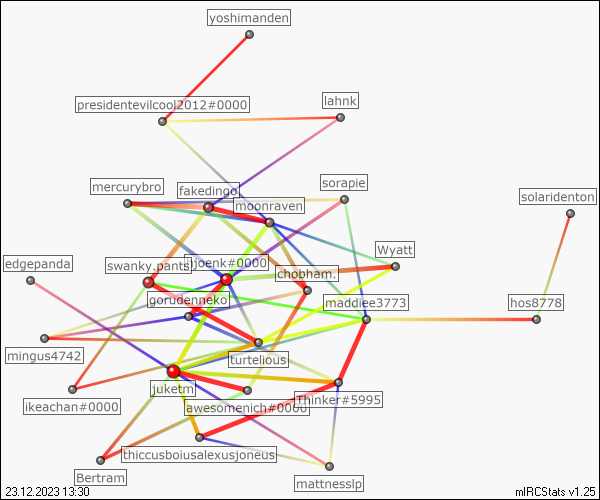 yoshimanden
presidentevilcool2012#0000
lahnk
mercurybro
fakedingo
sorapie
moonraven
solaridenton
Wyatt
edgepanda
swanky.pants
njoenk#0000
chobham.
gorudenneko
maddiee3773
hos8778
mingus4742
turtelious
juketm
ikeachan#0000
awesomenich#0000
Thinker#5995
thiccusboiusalexusjoneus
Bertram
mattnesslp
23.12.2023 13:30
mIRCStats v1.25